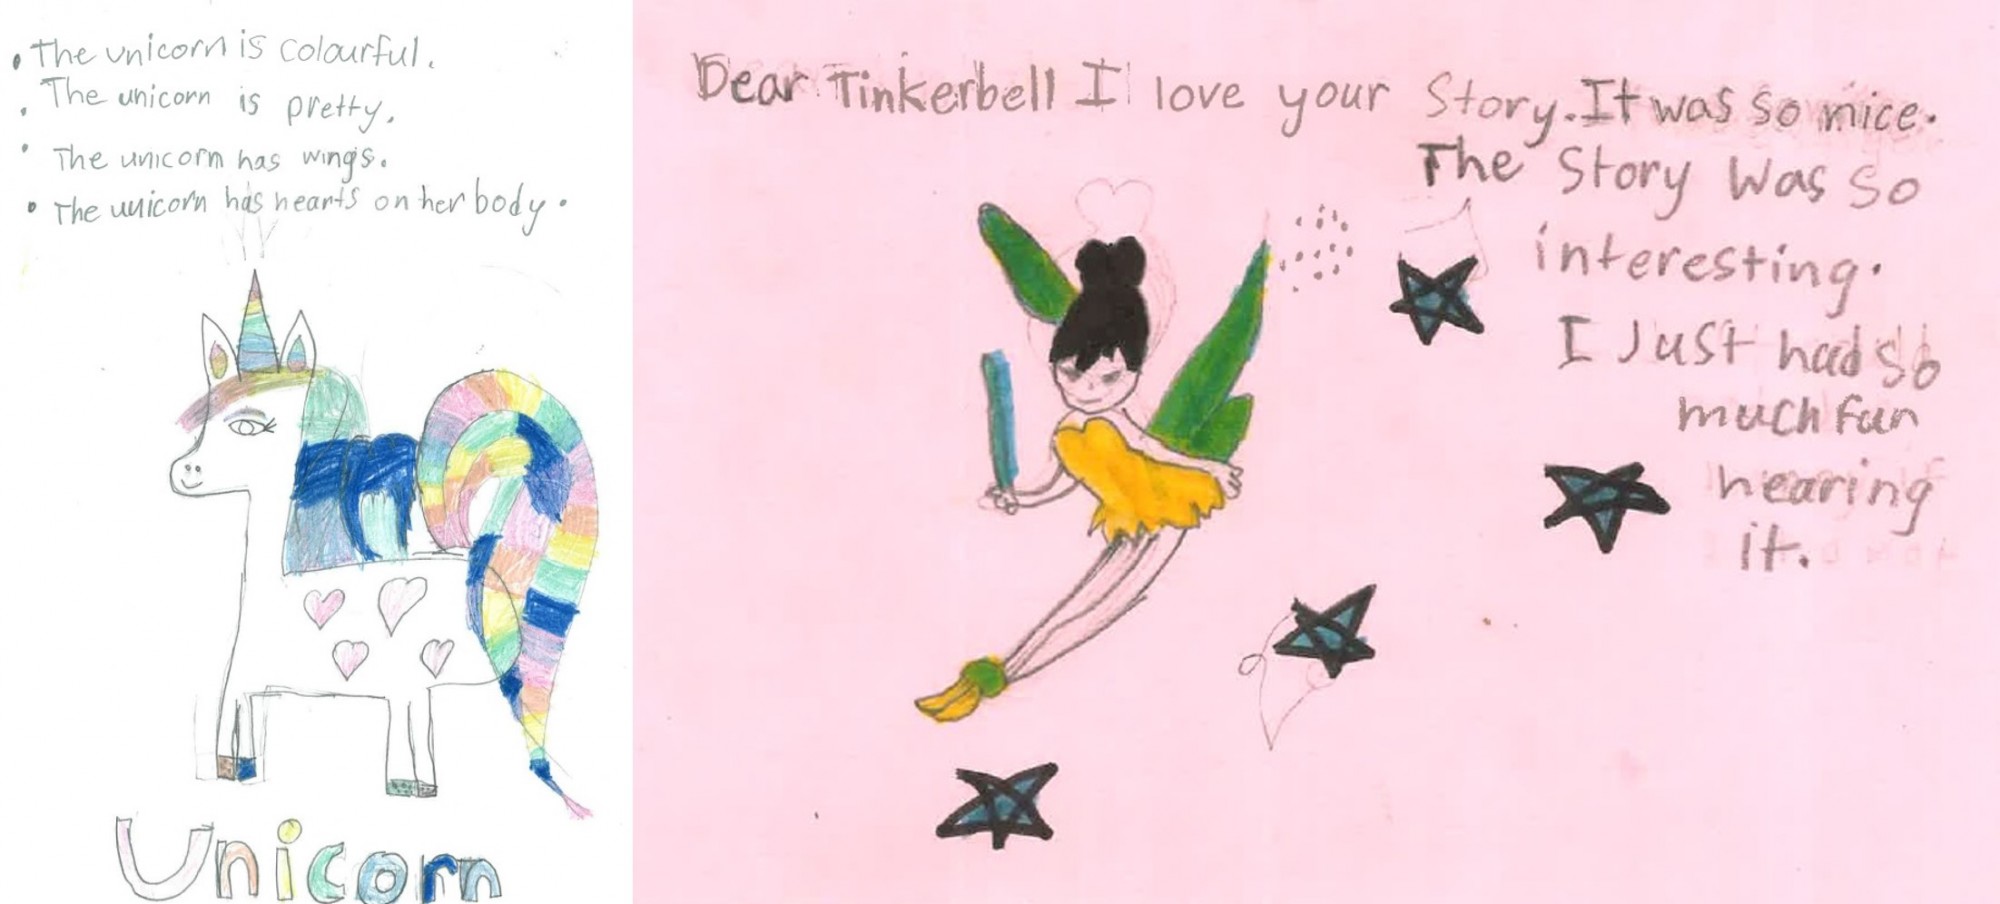 • The unicorn is colourful.
• The unicorn is pretty.
• The unicorn has wings.
• The unicorn has hearts on her body.
Unicorn
Dear Tinkerbell I love your Story. It was so nice.
The Story Was So
interesting.
I Just had so
much fun
hearing
it.